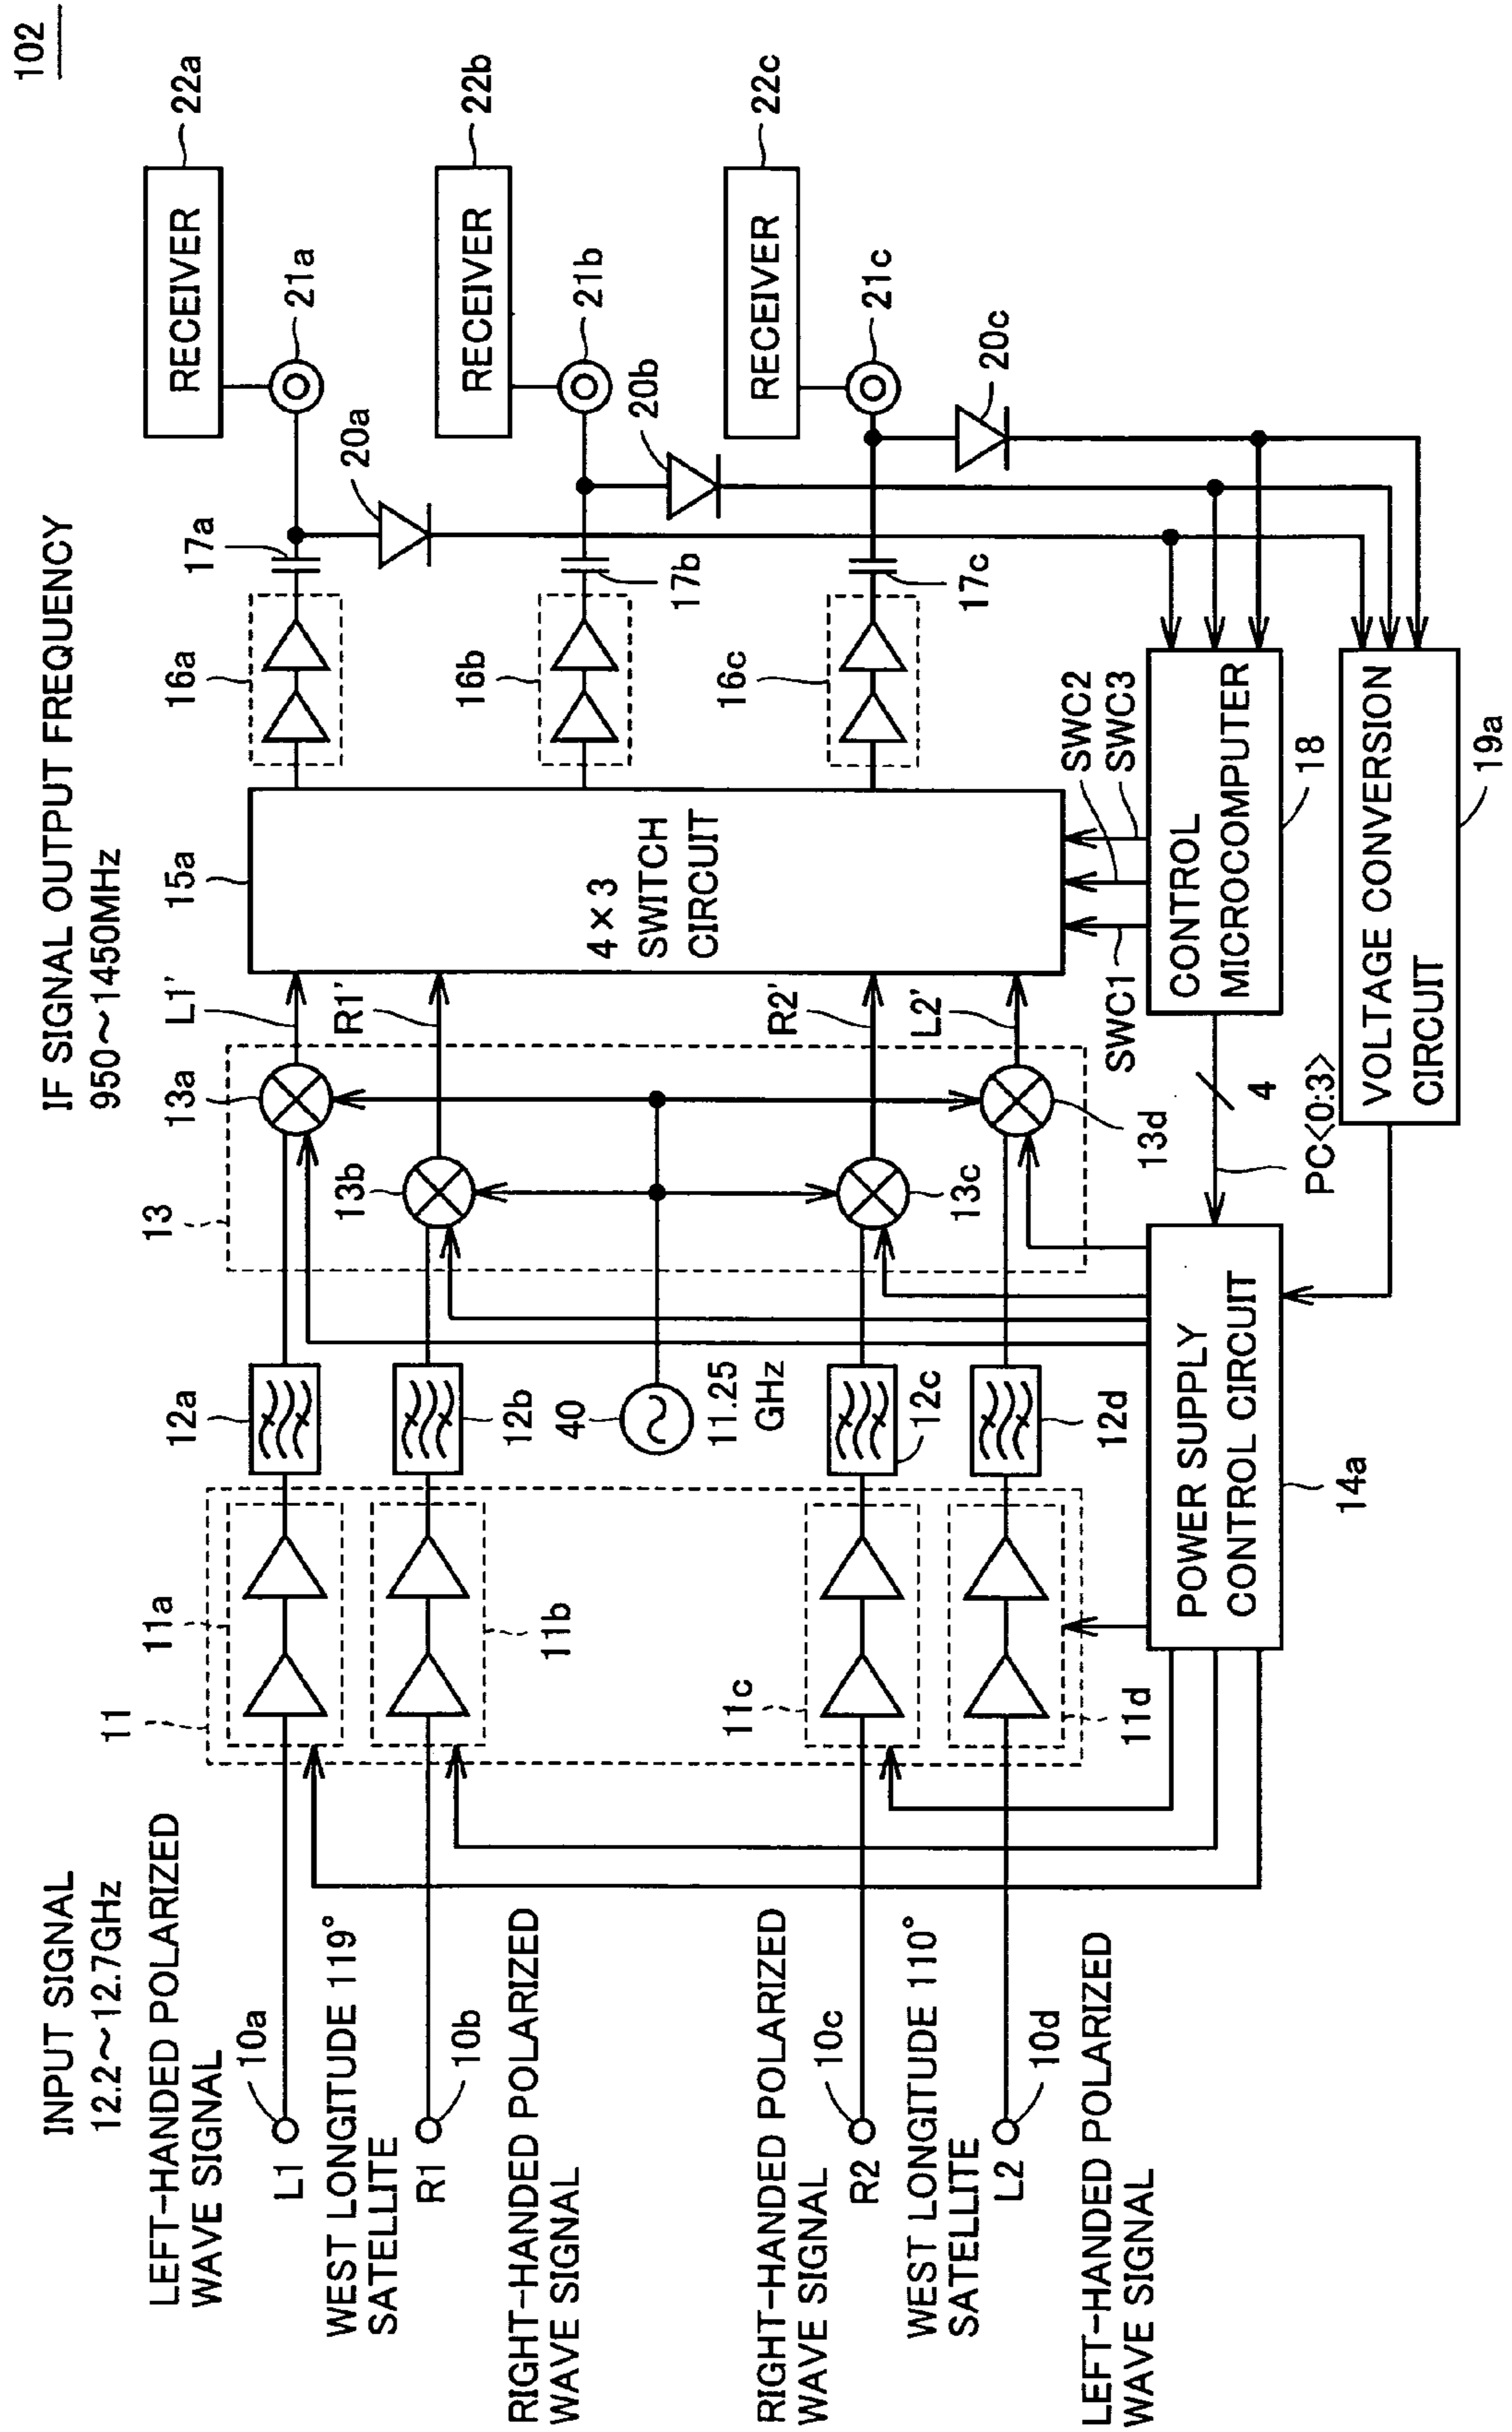 102
INPUT SIGNAL
12.2~12.7GHz
IF SIGNAL OUTPUT FREQUENCY
950~1450MHz
LEFT-HANDED POLARIZED
WAVE SIGNAL
L1
10a
WEST LONGITUDE 119°
SATELLITE
R1
10b
RIGHT-HANDED POLARIZED
WAVE SIGNAL
RIGHT-HANDED POLARIZED
WAVE SIGNAL
R2
10c
WEST LONGITUDE 110°
SATELLITE
L2
10d
LEFT-HANDED POLARIZED
WAVE SIGNAL
11
11a
11b
11c
11d
12a
12b
40
11.25
GHz
12c
12d
13
13a
13b
13c
13d
L1'
R1'
R2'
L2'
15a
4×3
SWITCH
CIRCUIT
16a
16b
16c
17a
17b
17c
20a
20b
20c
21a
21b
21c
RECEIVER
22a
RECEIVER
22b
RECEIVER
22c
SWC1
SWC2
SWC3
POWER SUPPLY
CONTROL CIRCUIT
14a
4
PC<0:3>
CONTROL
MICROCOMPUTER
18
VOLTAGE CONVERSION
CIRCUIT
19a